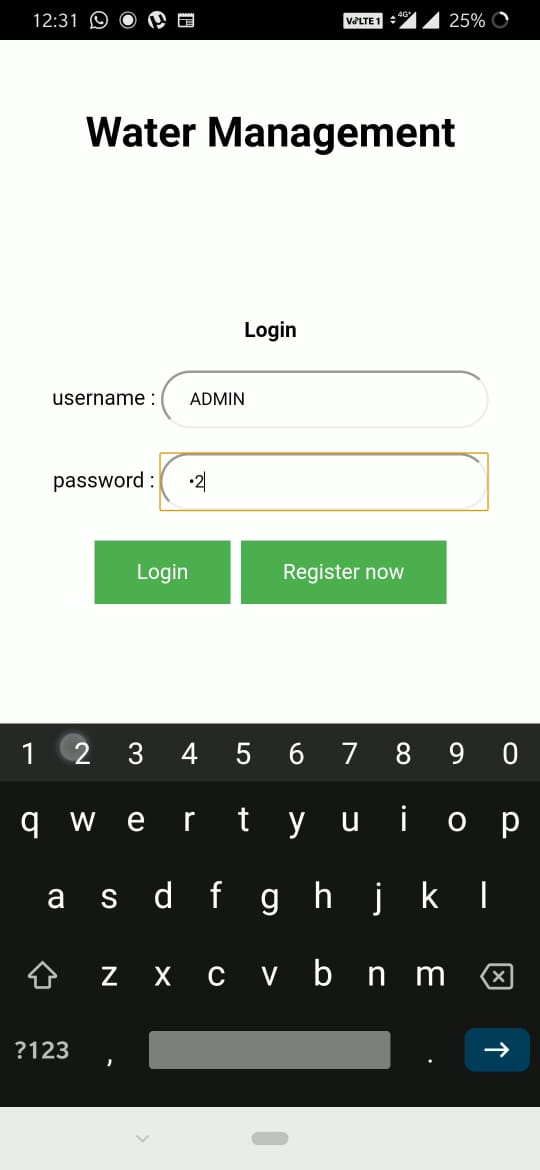 12:31 VoLTE 1 4G+ 25%
Water Management
Login
username : ADMIN
password : •2
Login Register now
1 2 3 4 5 6 7 8 9 0
q w e r t y u i o p
a s d f g h j k l
z x c v b n m
?123 , .